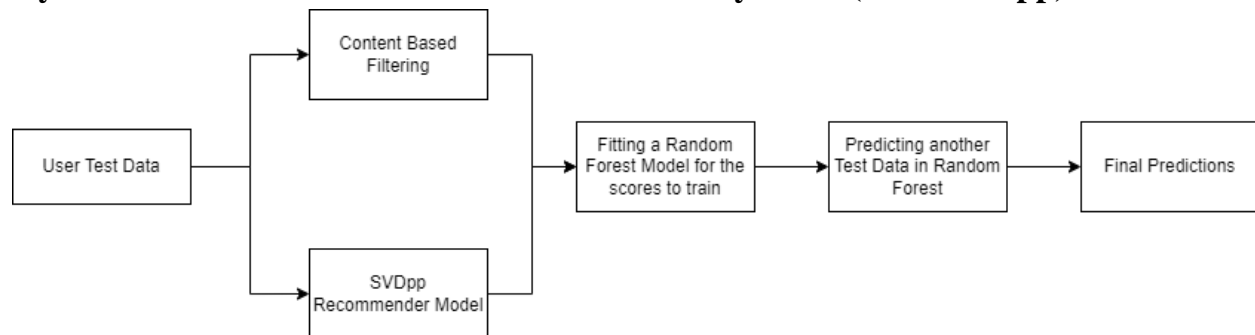 Content Based
Filtering
User Test Data
SVDpp
Recommender Model
Fitting a Random
Forest Model for the
scores to train
Predicting another
Test Data in Random
Forest
Final Predictions